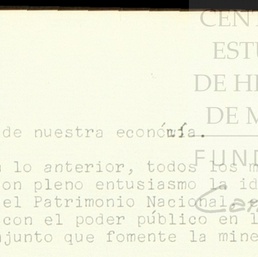 CENT
ESTU
DE HI
DE M
FUND
de nuestra economía.
lo anterior, todos los m
on pleno entusiasmo la id
el Patrimonio Nacional, e
con el poder público en l
junto que fomente la mine